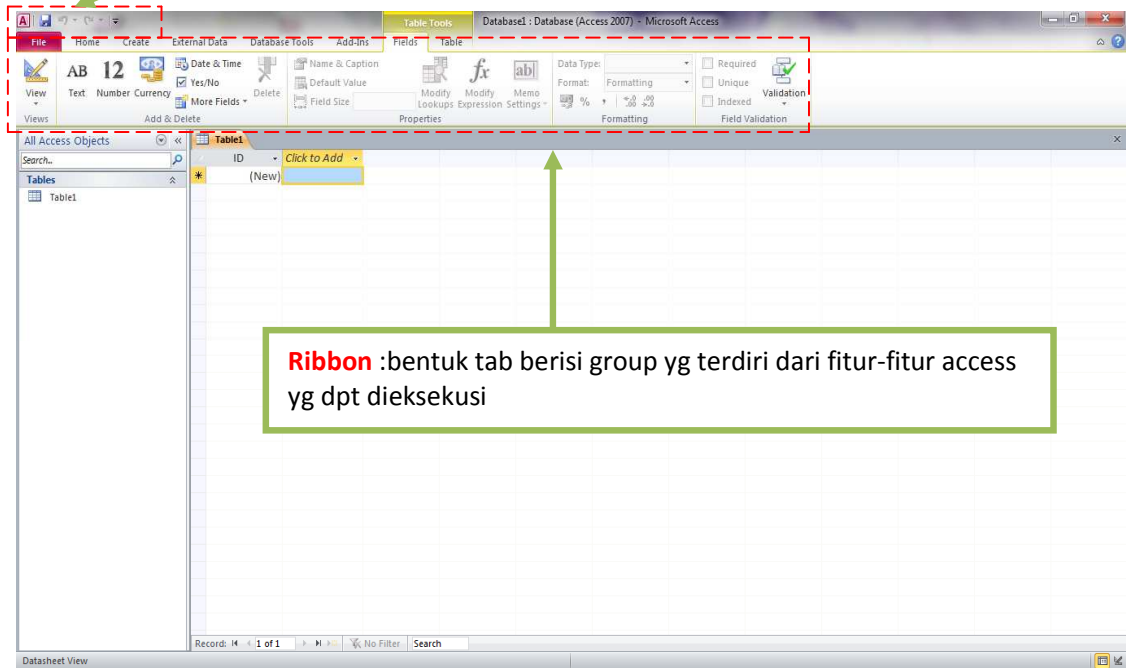 A
Table Tools
Database1 : Database (Access 2007) - Microsoft Access
File Home Create External Data Database Tools Add-Ins Fields Table
View
Views
AB Text
12 Number
Currency
Date & Time
Yes/No
More Fields
Delete
Add & Delete
Name & Caption
Default Value
Field Size
Modify Lookups
fx Modify Expression
ab Memo Settings
Properties
Data Type:
Format: Formatting
% , .00 .00
Formatting
Required
Unique
Indexed
Validation
Field Validation
All Access Objects
Search...
Tables
Table1
Table1
ID Click to Add
* (New)
Ribbon :bentuk tab berisi group yg terdiri dari fitur-fitur access
yg dpt dieksekusi
Record: 1 of 1 No Filter Search
Datasheet View